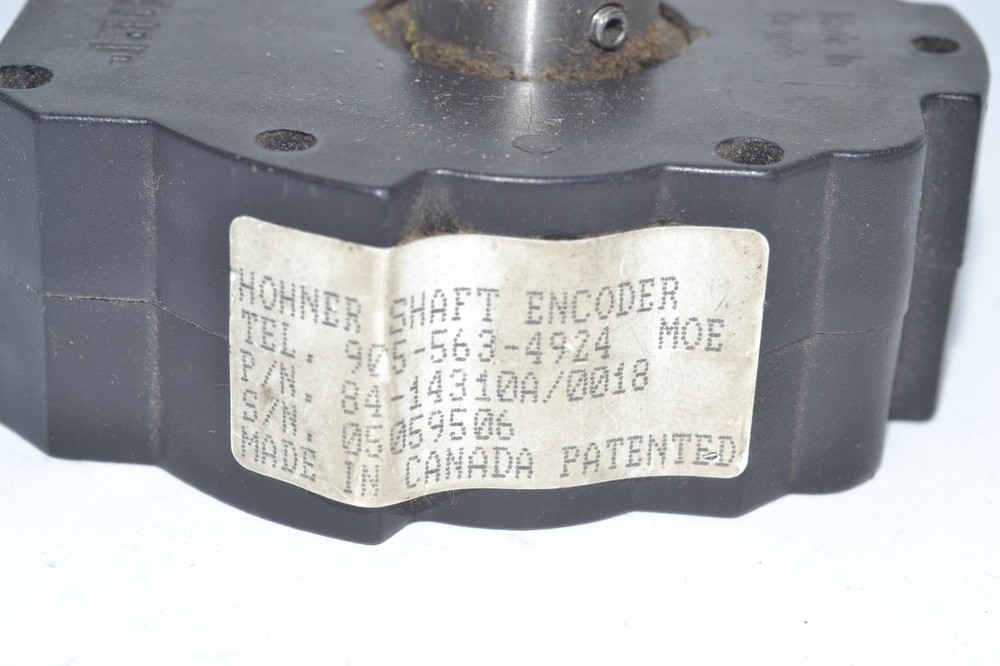 HOHNER SHAFT ENCODER
TEL. 905-563-4924 MOE
P/N. 84-14310A/0018
S/N. 05059506
MADE IN CANADA PATENTED